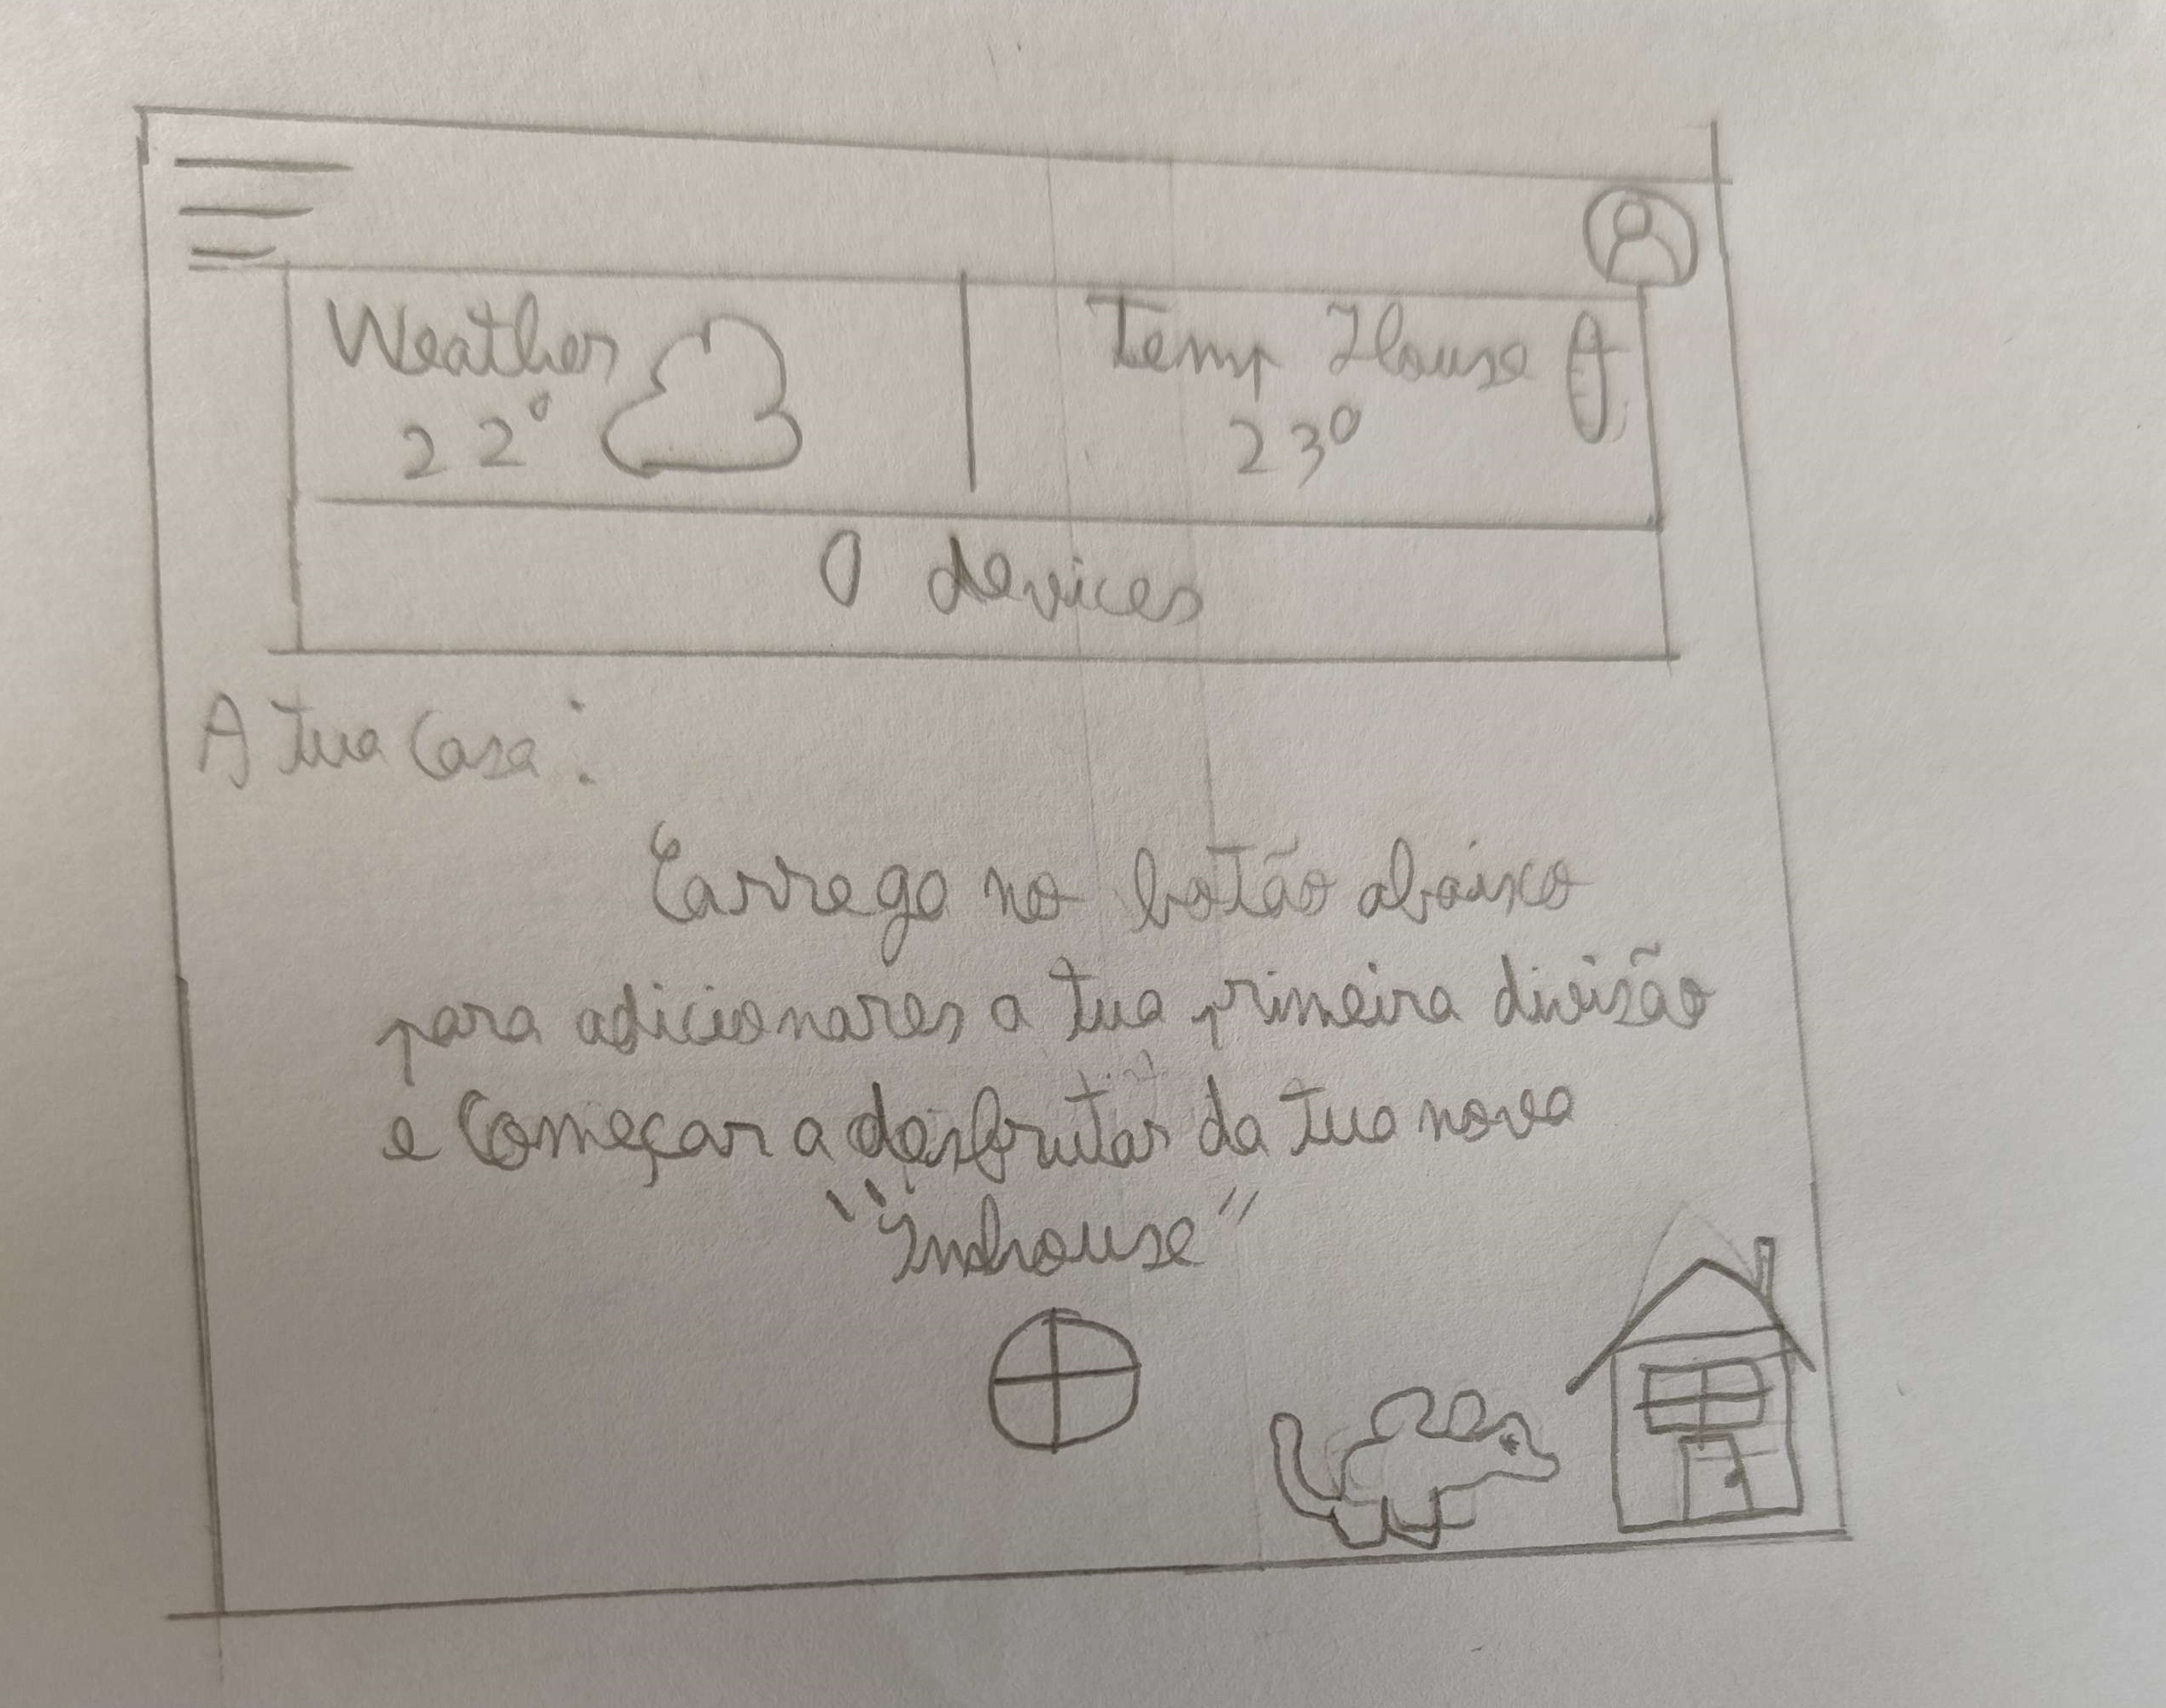 Weather
22°
Temp House
23°
0 devices
A tua Casa:
Carrega no botão abaixo
para adicionares a tua primeira divisão
e Começar a desfrutar da tua nova
"Inhouse"